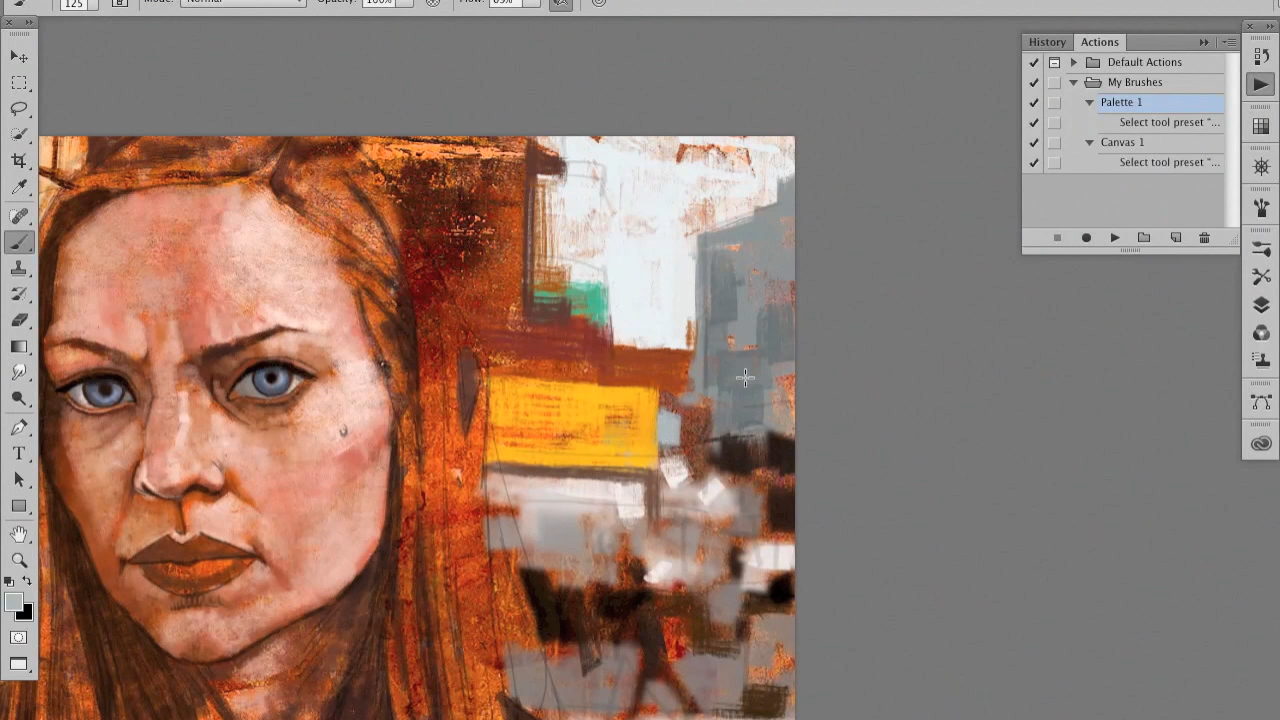 125 Mode: Normal Opacity: 100% Flow:
History Actions
Default Actions
My Brushes
Palette 1
Select tool preset "...
Canvas 1
Select tool preset "...
T